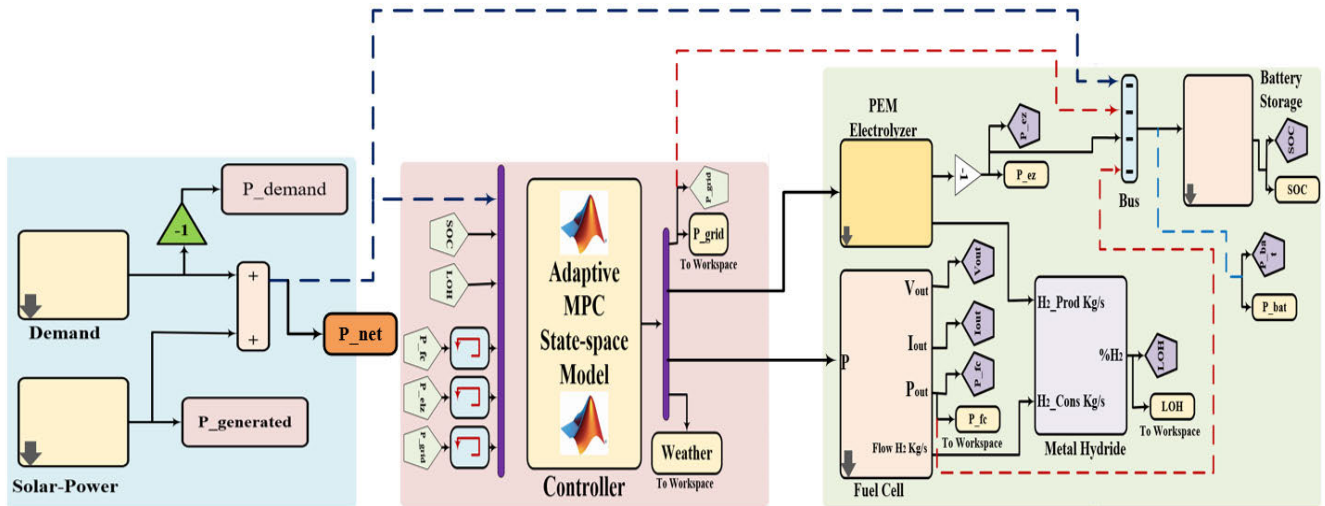 P_demand
-1
Demand
+
+
P_net
P_generated
Solar-Power
SOC
LOH
P_fc
P_elz
P_grid
Adaptive
MPC
State-space
Model
Controller
P_grid
P_grid
To Workspace
Weather
To Workspace
PEM
Electrolyzer
-1
P_ez
P_ez
Bus
Battery
Storage
SOC
SOC
P_ba
t
P_bat
P
Vout
Iout
Pout
Flow H2 Kg/s
Fuel Cell
Vout
Iout
P_fc
P_fc
To Workspace
H2_Prod Kg/s
%H2
H2_Cons Kg/s
Metal Hydride
LOH
LOH
To Workspace